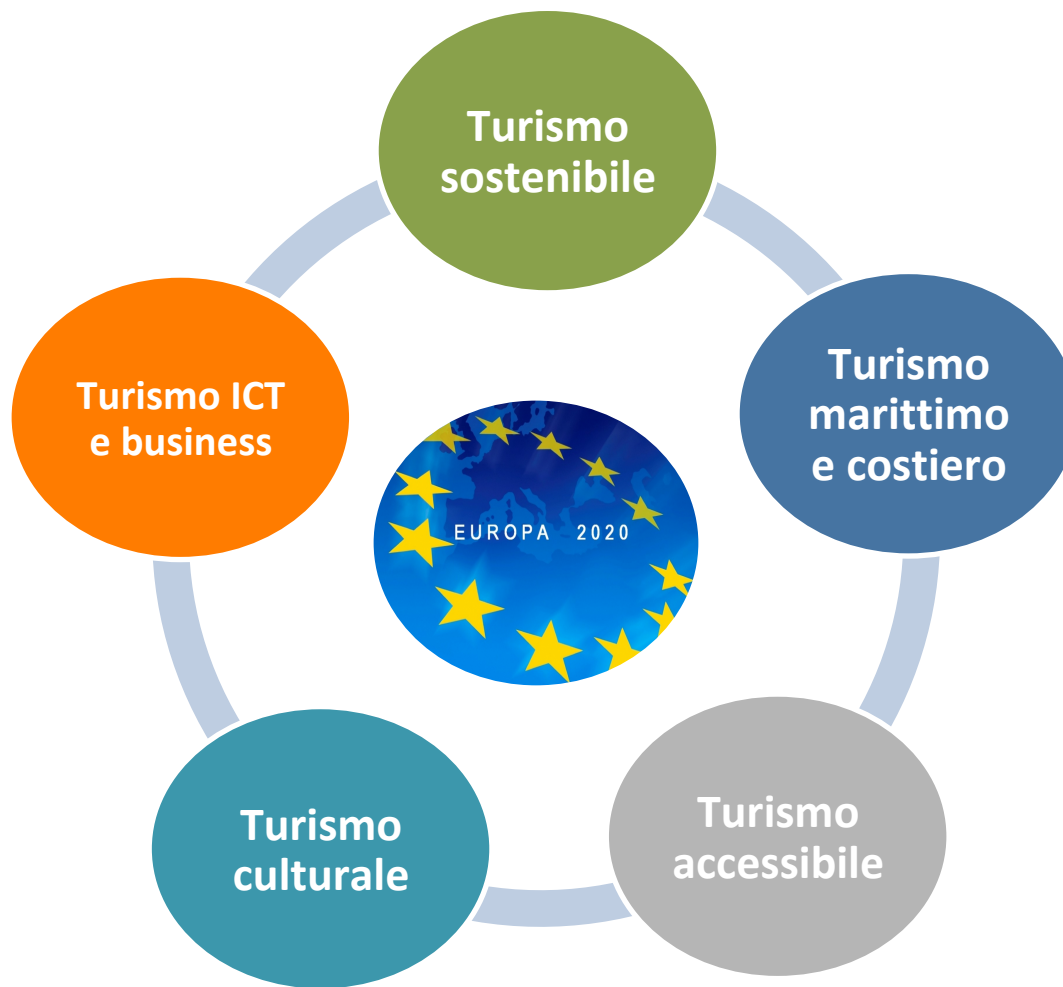 Turismo
sostenibile
Turismo
marittimo
e costiero
Turismo
accessibile
Turismo
culturale
Turismo ICT
e business
EUROPA 2020